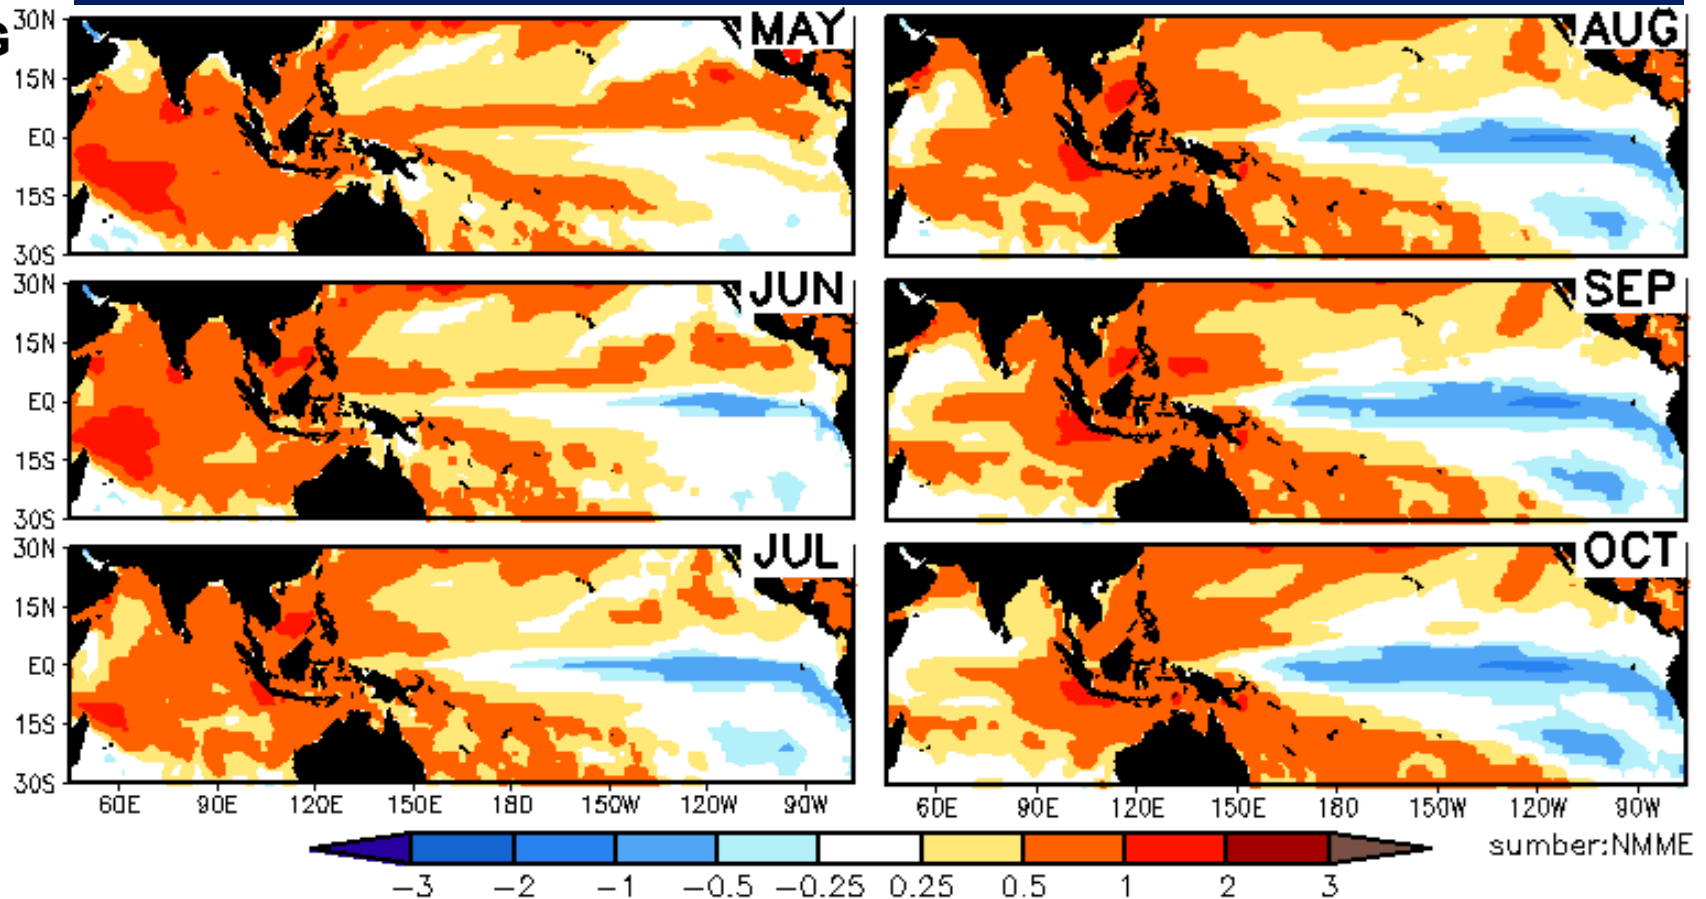 G
30N
15N
EQ
15S
30S
MAY
AUG
30N
15N
EQ
15S
30S
JUN
SEP
30N
15N
EQ
15S
30S
JUL
OCT
60E 90E 120E 150E 180 150W 120W 90W
60E 90E 120E 150E 180 150W 120W 90W
-3 -2 -1 -0.5 -0.25 0.25 0.5 1 2 3
sumber:NMME